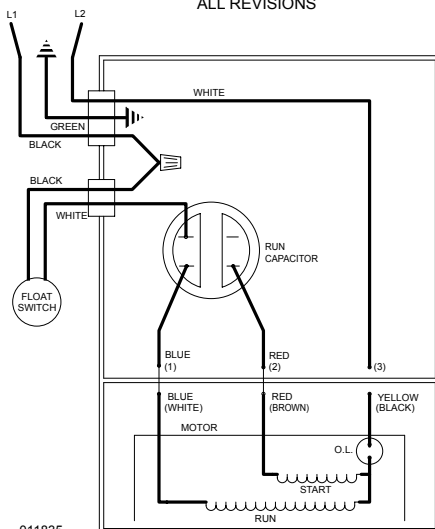 ALL REVISIONS
L1
L2
WHITE
GREEN
BLACK
BLACK
WHITE
RUN
CAPACITOR
FLOAT
SWITCH
BLUE
(1)
RED
(2)
(3)
BLUE
(WHITE)
RED
(BROWN)
YELLOW
(BLACK)
MOTOR
O.L.
START
RUN